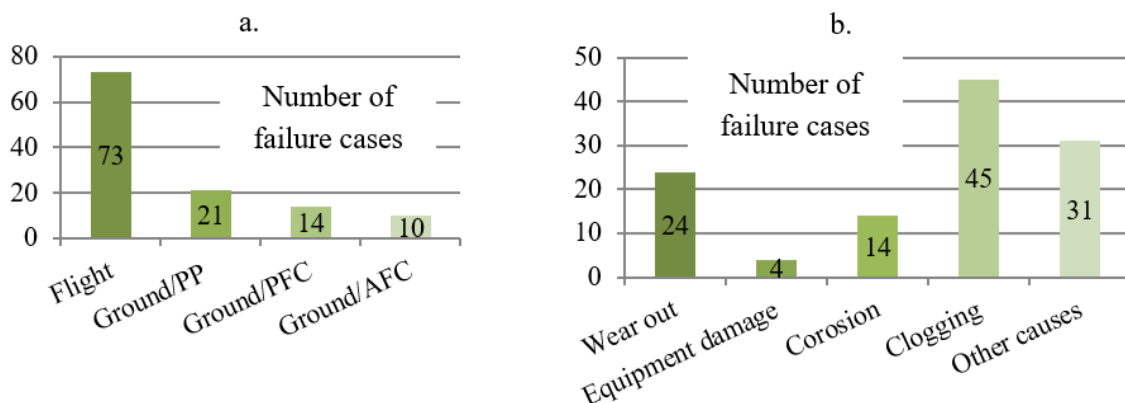 a.
80
60
40
20
0
Number of
failure cases
73
21
14
10
Flight
Ground/PP
Ground/PFC
Ground/AFC
b.
50
40
30
20
10
0
Number of
failure cases
24
4
14
45
31
Wear out
Equipment damage
Corosion
Clogging
Other causes